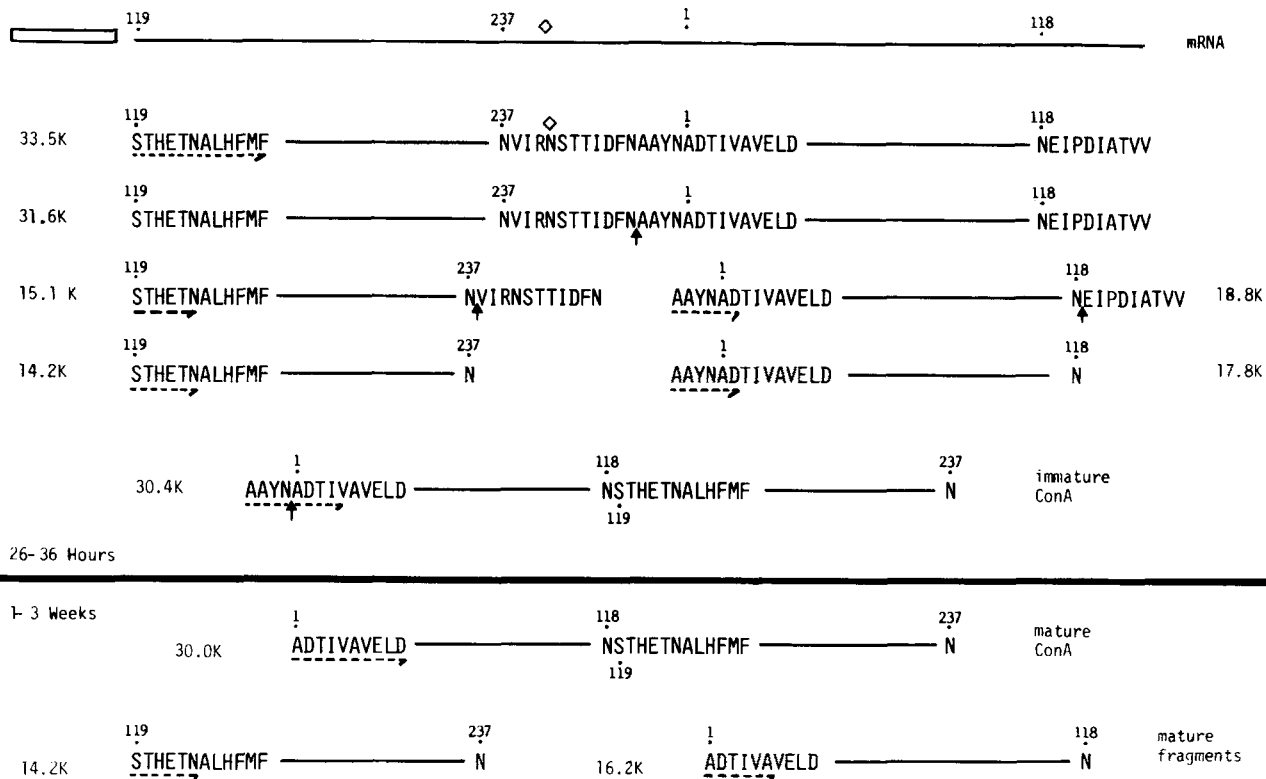 119 237 ◇ 1 118
mRNA
119 237 ◇ 1 118
33.5K STHETNALHFMF NVIRNSTTIDFNAAYNADTIVAVELD NEIPDIATVV
119 237 1 118
31.6K STHETNALHFMF NVIRNSTTIDFNAAYNADTIVAVELD NEIPDIATVV
119 237 1 118
15.1 K STHETNALHFMF NVIRNSTTIDFN AAYNADTIVAVELD NEIPDIATVV 18.8K
119 237 1 118
14.2K STHETNALHFMF N AAYNADTIVAVELD N 17.8K
1 118 237
30.4K AAYNADTIVAVELD NSTHETNALHFMF N immature
ConA
119
26-36 Hours
1-3 Weeks
1 118 237
30.0K ADTIVAVELD NSTHETNALHFMF N mature
ConA
119
119 237 1 118
14.2K STHETNALHFMF N 16.2K ADTIVAVELD N mature
fragments